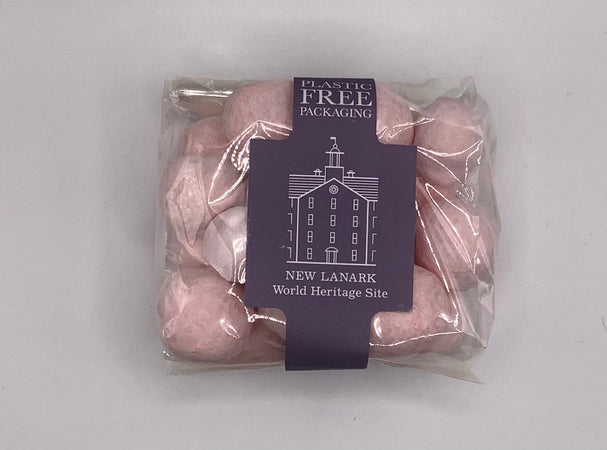 PLASTIC
FREE
PACKAGING
NEW LANARK
World Heritage Site